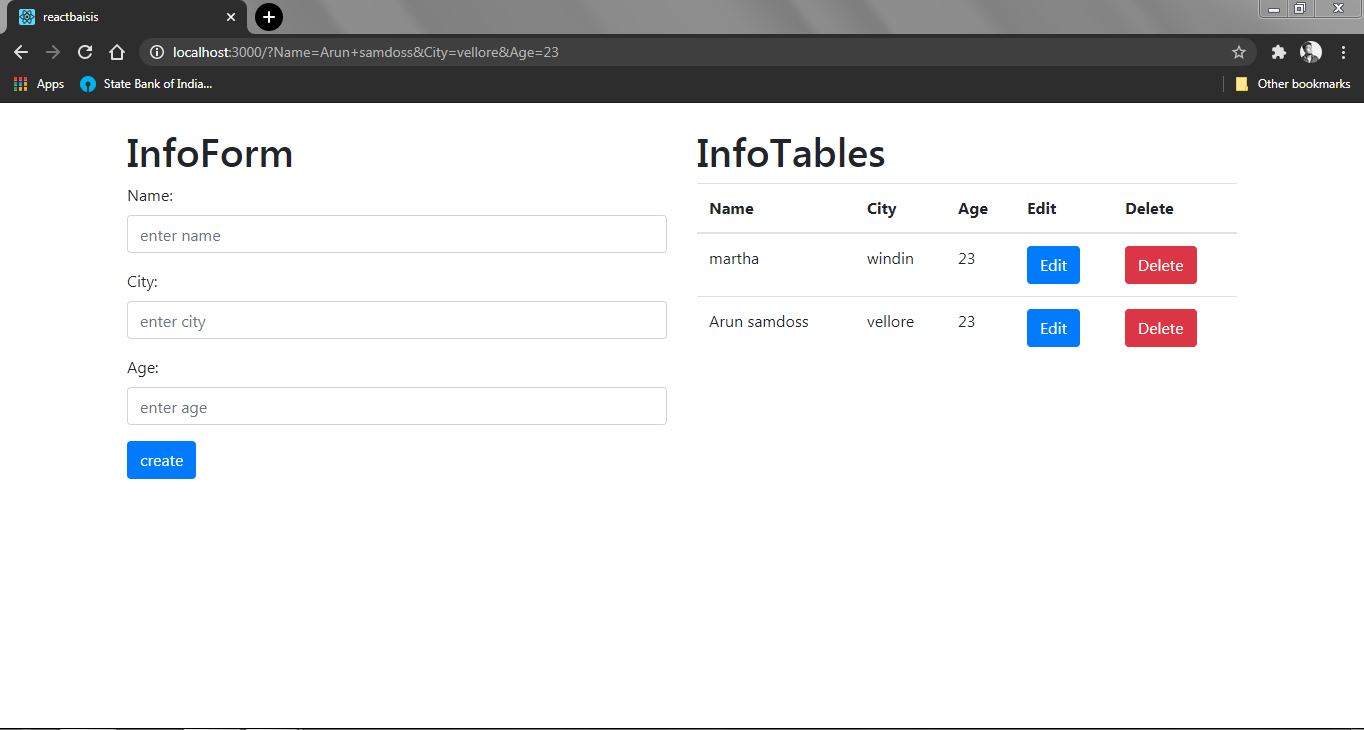 reactbaisis
localhost:3000/?Name=Arun+samdoss&City=vellore&Age=23
Apps State Bank of India... Other bookmarks
InfoForm
Name:
enter name
City:
enter city
Age:
enter age
create
InfoTables
Name City Age Edit Delete
martha windin 23 Edit Delete
Arun samdoss vellore 23 Edit Delete